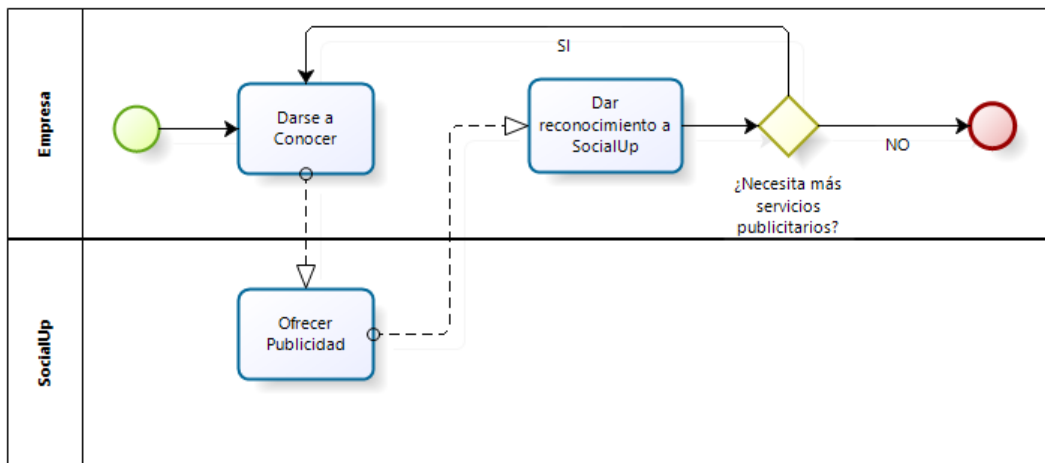 Empresa
SI
Darse a
Conocer
Dar
reconocimiento a
SocialUp
NO
¿Necesita más
servicios
publicitarios?
SocialUp
Ofrecer
Publicidad